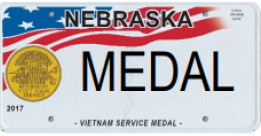 NEBRASKA
MEDAL
2017
- VIETNAM SERVICE MEDAL -